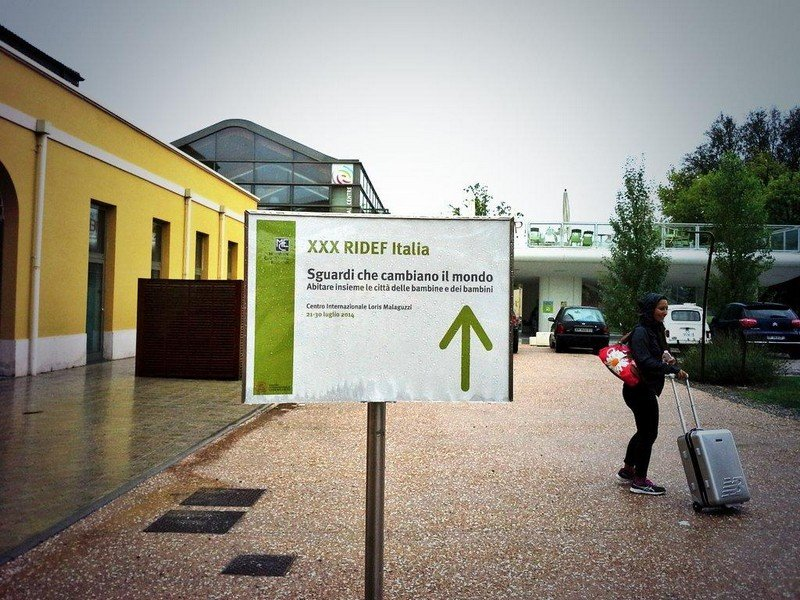 XXX RIDEF Italia
Sguardi che cambiano il mondo
Abitare insieme le città delle bambine e dei bambini
Centro Internazionale Loris Malaguzzi
21-30 luglio 2014